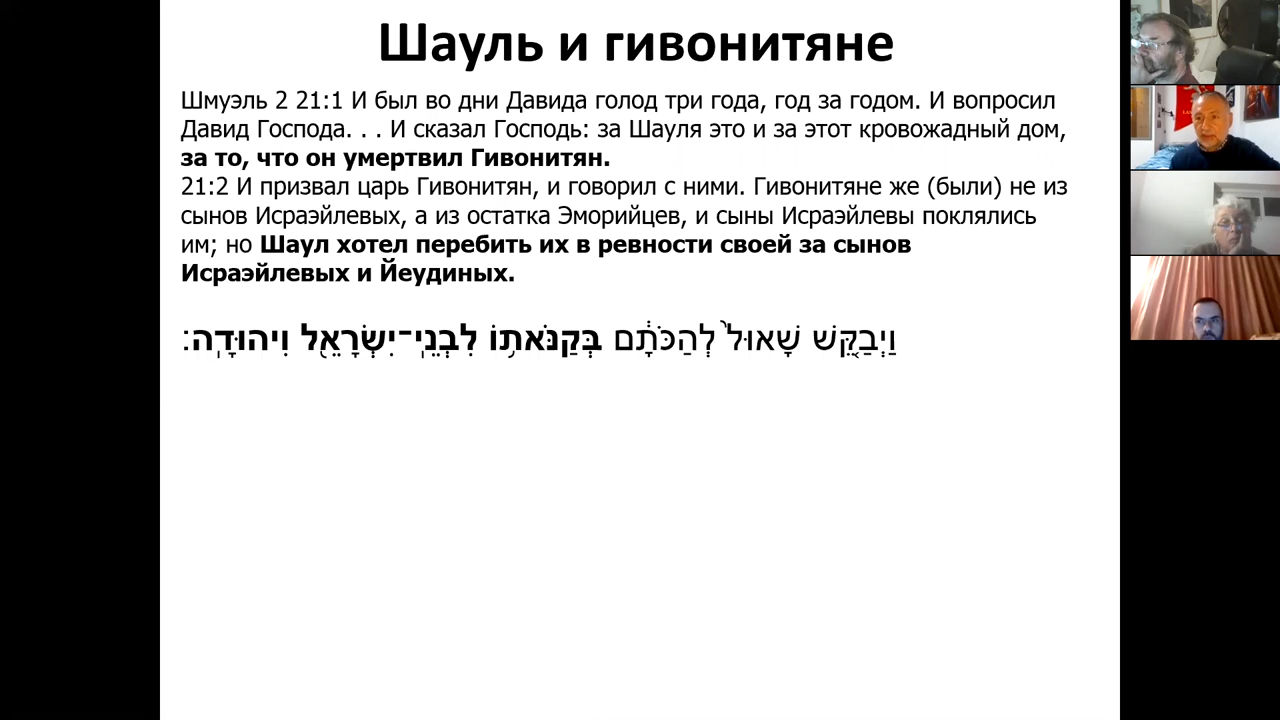 Шауль и гивонитяне
Шмуэль 2 21:1 И был во дни Давида голод три года, год за годом. И вопросил
Давид Господа. . . И сказал Господь: за Шауля это и за этот кровожадный дом,
за то, что он умертвил Гивонитян.
21:2 И призвал царь Гивонитян, и говорил с ними. Гивонитяне же (были) не из
сынов Исраэйлевых, а из остатка Эморийцев, и сыны Исраэйлевы поклялись
им; но Шаул хотел перебить их в ревности своей за сынов
Исраэйлевых и Йеудиных.
וַיְבַקֵּ֤שׁ שָׁאוּל֙ לְהַכֹּתָ֔ם בְּקַנֹּאת֥וֹ לִבְנֵֽי־יִשְׂרָאֵ֖ל וִיהוּדָֽה׃